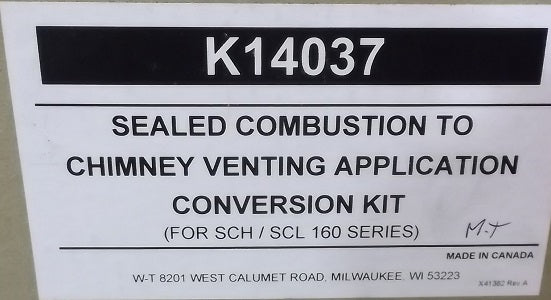 K14037
SEALED COMBUSTION TO
CHIMNEY VENTING APPLICATION
CONVERSION KIT
(FOR SCH / SCL 160 SERIES)
MADE IN CANADA
W-T 8201 WEST CALUMET ROAD, MILWAUKEE, WI 53223
X41382 Rev A